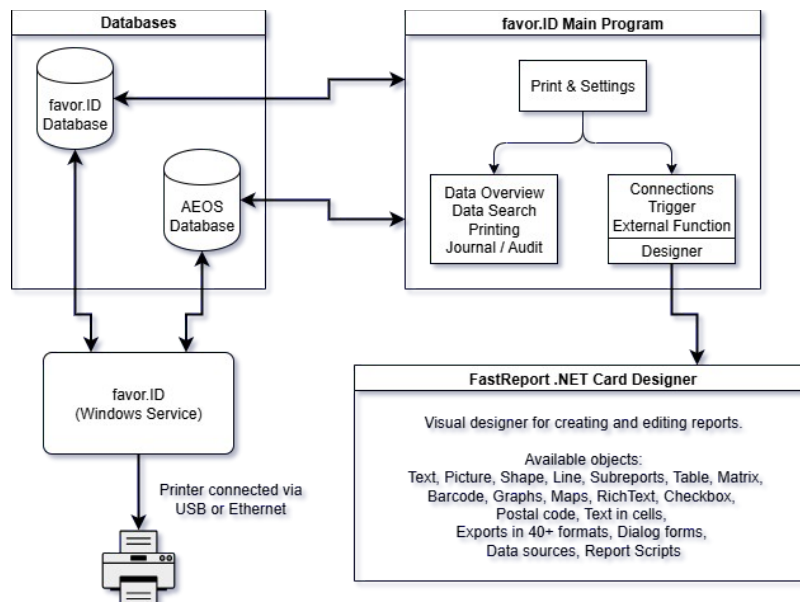 Databases
favor.ID
Database
AEOS
Database
favor.ID Main Program
Print & Settings
Data Overview
Data Search
Printing
Journal / Audit
Connections
Trigger
External Function
Designer
favor.ID
(Windows Service)
Printer connected via
USB or Ethernet
FastReport .NET Card Designer
Visual designer for creating and editing reports.
Available objects:
Text, Picture, Shape, Line, Subreports, Table, Matrix,
Barcode, Graphs, Maps, RichText, Checkbox,
Postal code, Text in cells,
Exports in 40+ formats, Dialog forms,
Data sources, Report Scripts